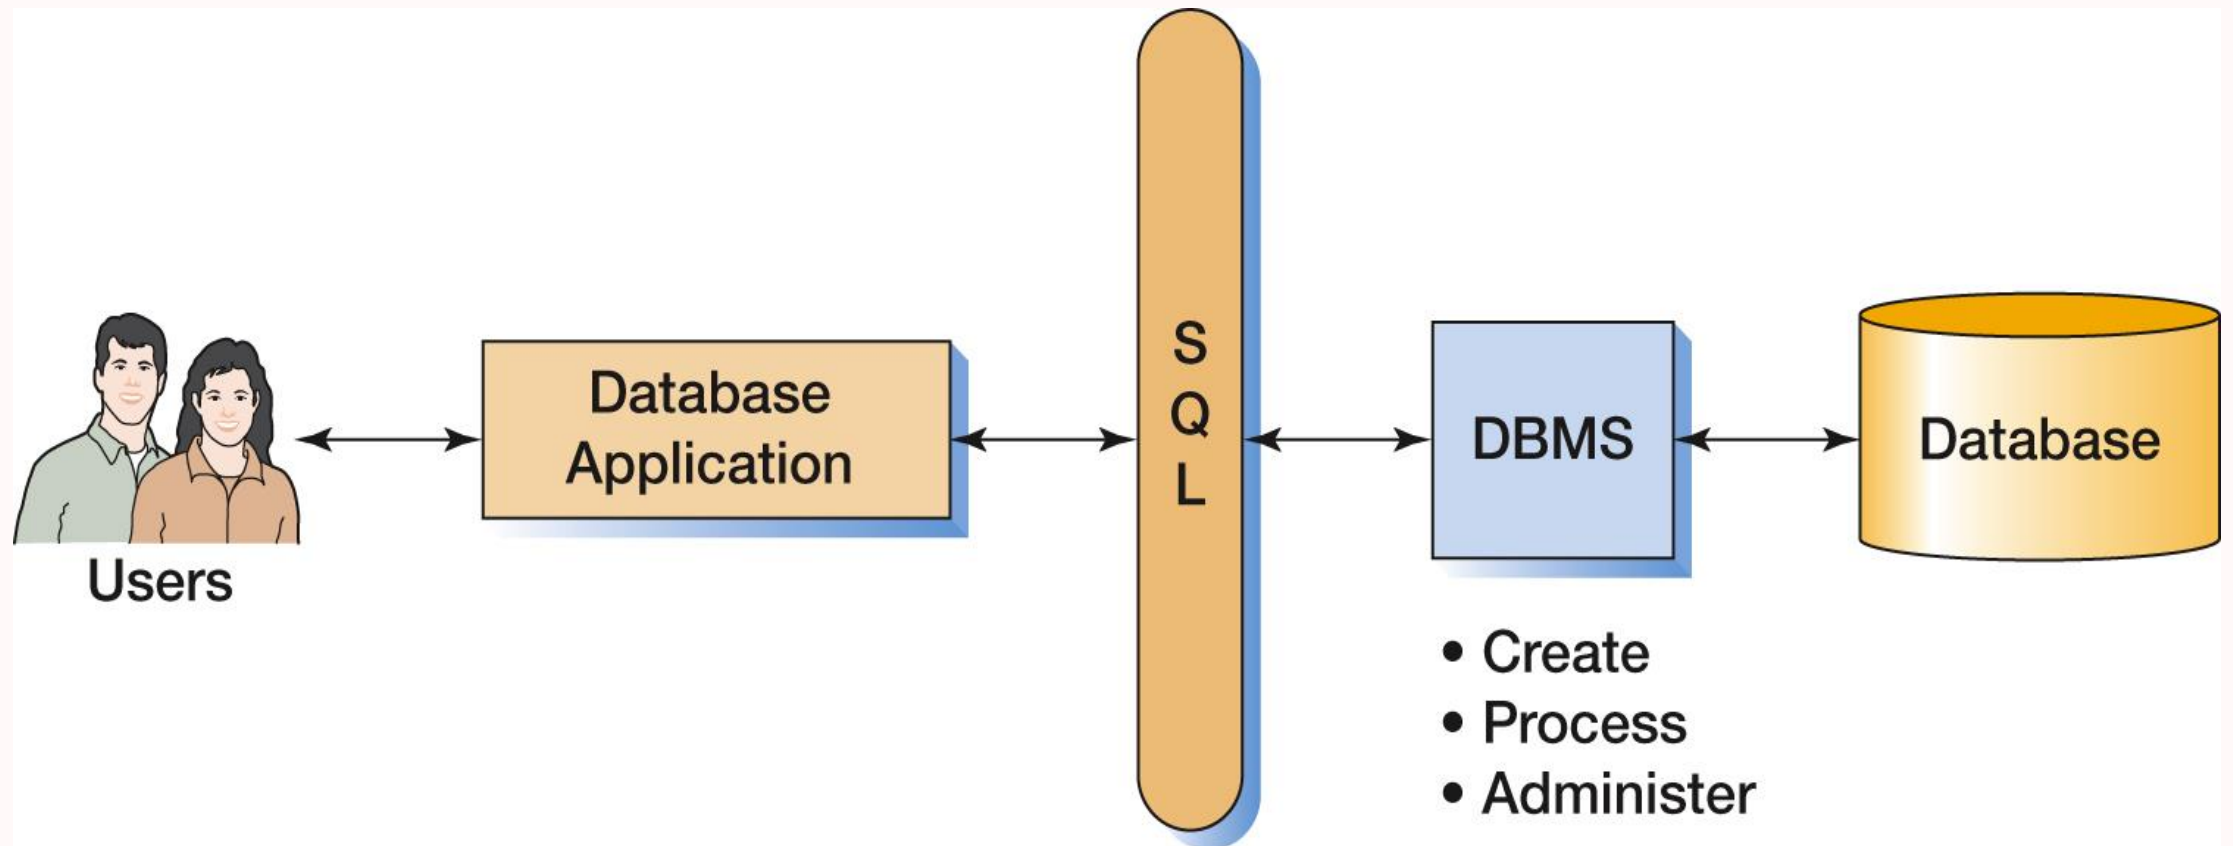 Users
Database
Application
S
Q
L
DBMS
• Create
• Process
• Administer
Database